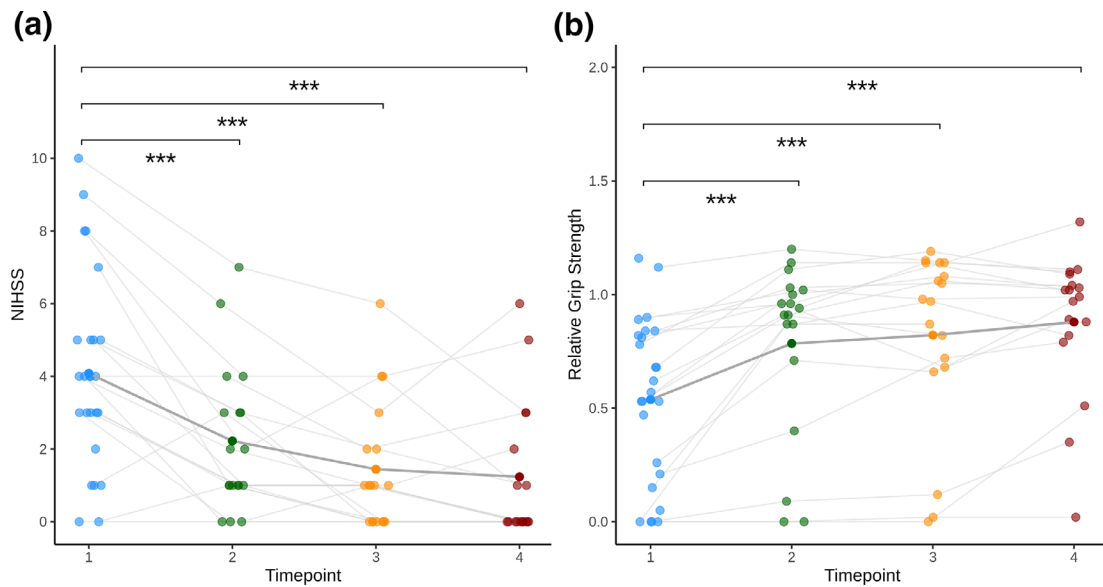 (a)
NIHSS
10
8
6
4
2
0
***
***
***
1 2 3 4
Timepoint
(b)
Relative Grip Strength
2.0
1.5
1.0
0.5
0.0
***
***
***
1 2 3 4
Timepoint